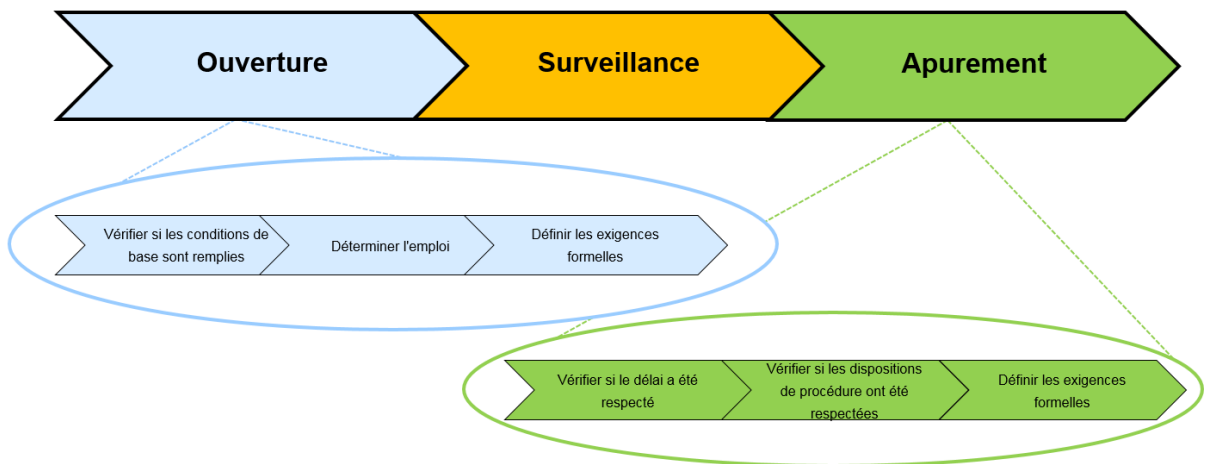 Ouverture
Surveillance
Apurement
Vérifier si les conditions de
base sont remplies
Déterminer l'emploi
Définir les exigences
formelles
Vérifier si le délai a été
respecté
Vérifier si les dispositions
de procédure ont été
respectées
Définir les exigences
formelles